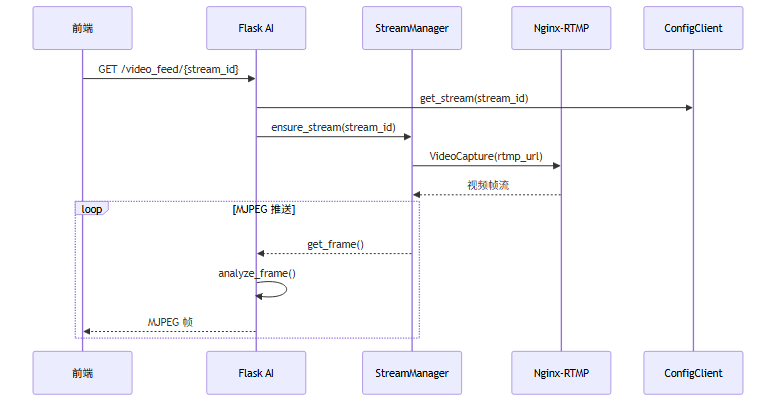 前端
Flask AI
StreamManager
Nginx-RTMP
ConfigClient
GET /video_feed/{stream_id}
get_stream(stream_id)
ensure_stream(stream_id)
VideoCapture(rtmp_url)
视频帧流
loop
[MJPEG 推送]
get_frame()
analyze_frame()
MJPEG 帧
前端
Flask AI
StreamManager
Nginx-RTMP
ConfigClient